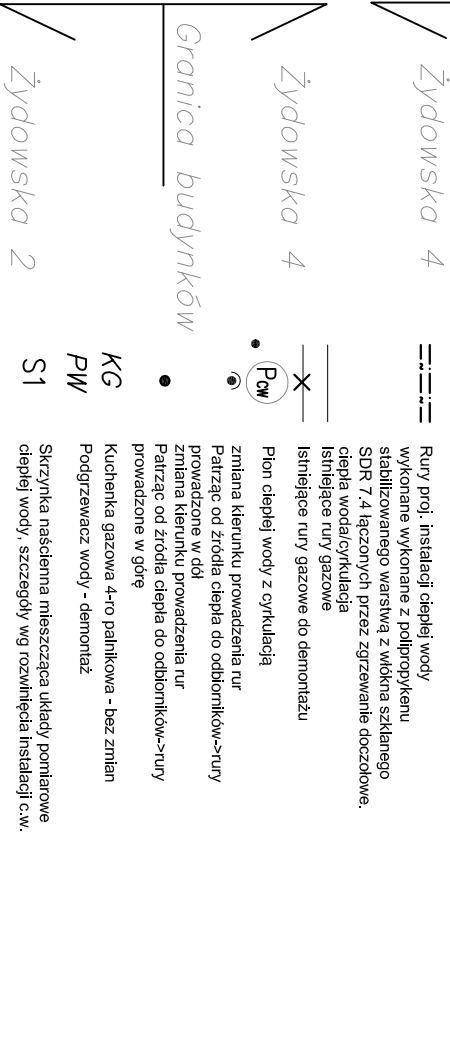 Żydowska 4
Żydowska 4
Granica budynków
Żydowska 2
Rury proj. instalacji ciepłej wody
wykonane wykonane z polipropykenu
stabilizowanego warstwą z włókna szklanego
SDR 7.4 łączonych przez zgrzewanie doczołowe.
ciepła woda/cyrkulacja
Istniejące rury gazowe
Istniejące rury gazowe do demontażu
Pcw
Pion ciepłej wody z cyrkulacją
zmiana kierunku prowadzenia rur
Patrząc od źródła ciepła do odbiorników->rury
prowadzone w dół
zmiana kierunku prowadzenia rur
Patrząc od źródła ciepła do odbiorników->rury
prowadzone w górę
KG
Kuchenka gazowa 4-ro palnikowa - bez zmian
PW
Podgrzewacz wody - demontaż
S1
Skrzynka naścienna mieszcząca układy pomiarowe
ciepłej wody, szczegóły wg rozwinięcia instalacji c.w.